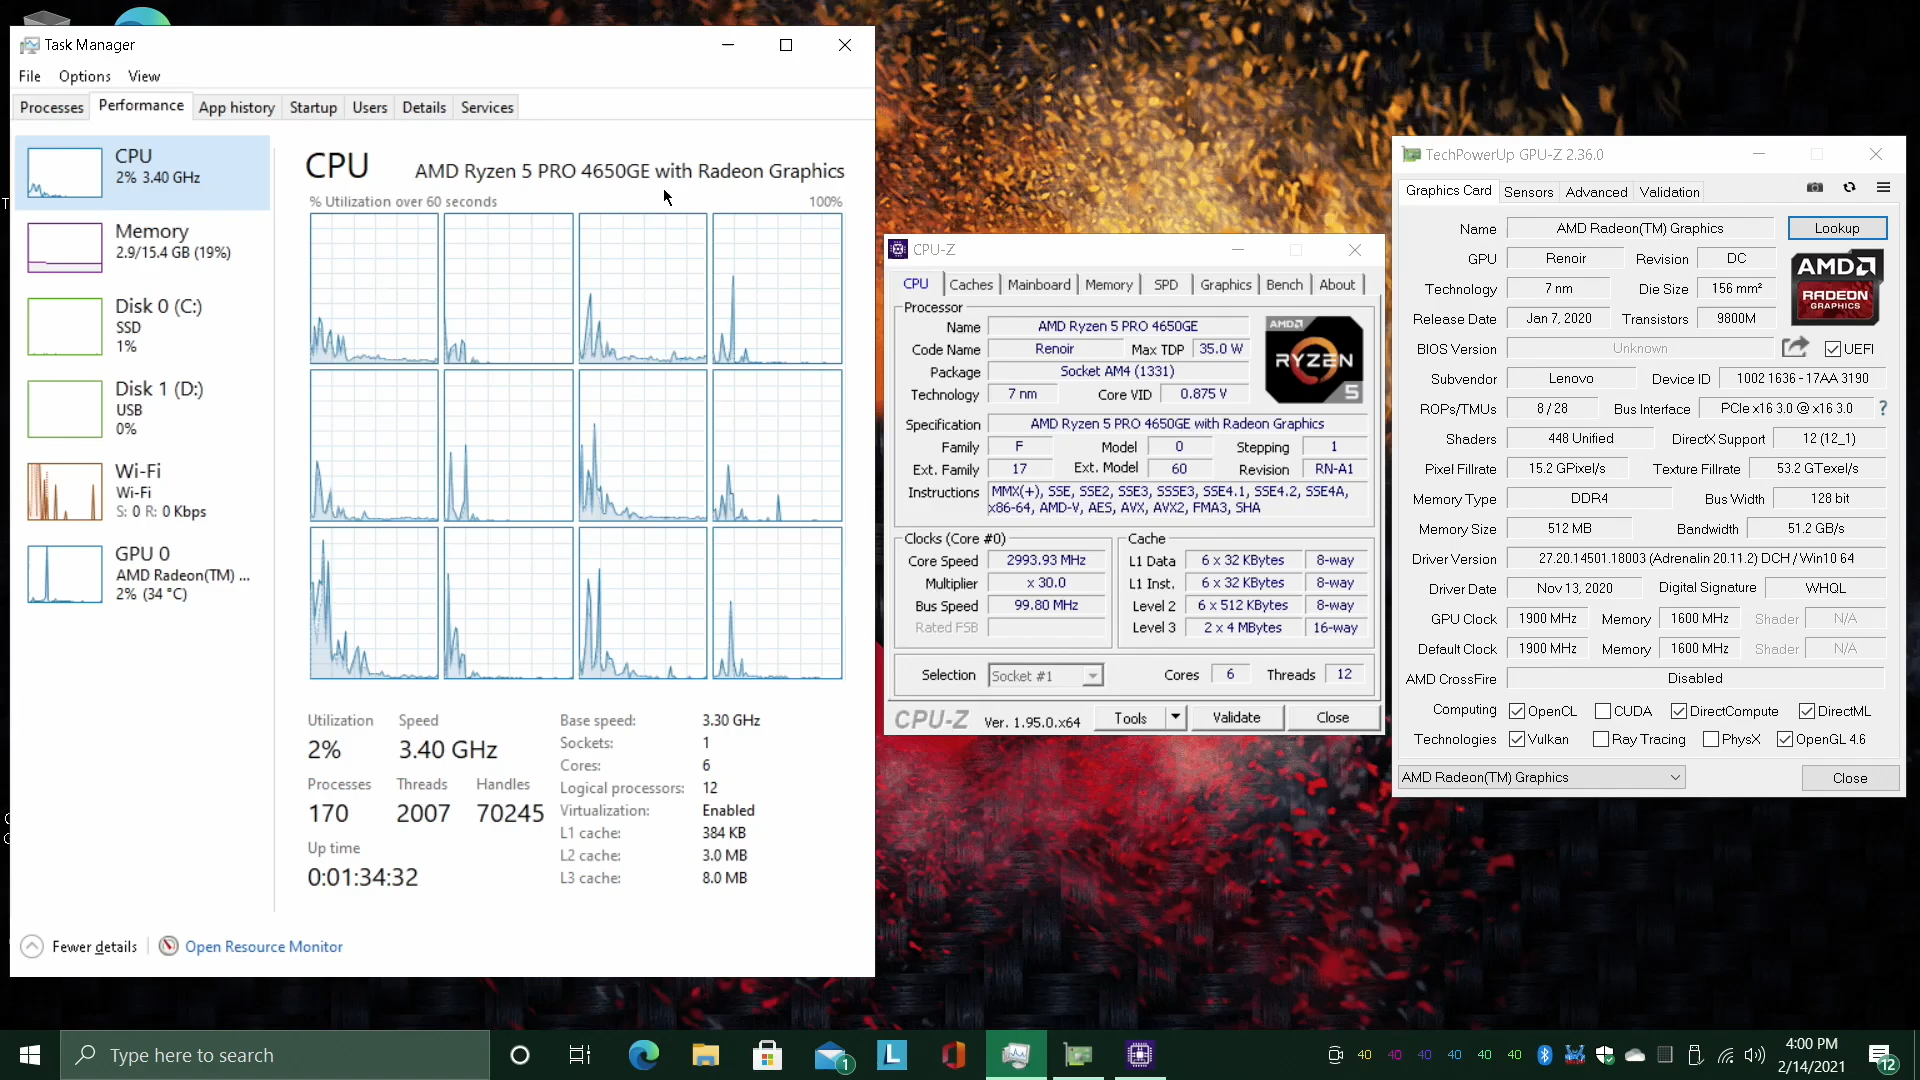 Task Manager
File Options View
Processes Performance App history Startup Users Details Services
CPU
2% 3.40 GHz
Memory
2.9/15.4 GB (19%)
Disk 0 (C:)
SSD
1%
Disk 1 (D:)
USB
0%
Wi-Fi
Wi-Fi
S: 0 R: 0 Kbps
GPU 0
AMD Radeon(TM) ...
2% (34 °C)
CPU AMD Ryzen 5 PRO 4650GE with Radeon Graphics
% Utilization over 60 seconds 100%
Utilization Speed
2% 3.40 GHz
Processes Threads Handles
170 2007 70245
Up time
0:01:34:32
Base speed: 3.30 GHz
Sockets: 1
Cores: 6
Logical processors: 12
Virtualization: Enabled
L1 cache: 384 KB
L2 cache: 3.0 MB
L3 cache: 8.0 MB
Fewer details Open Resource Monitor
CPU-Z
CPU Caches Mainboard Memory SPD Graphics Bench About
Processor
Name AMD Ryzen 5 PRO 4650GE
Code Name Renoir Max TDP 35.0 W
Package Socket AM4 (1331)
Technology 7 nm Core VID 0.875 V
AMD
RYZEN
5
Specification AMD Ryzen 5 PRO 4650GE with Radeon Graphics
Family F Model 0 Stepping 1
Ext. Family 17 Ext. Model 60 Revision RN-A1
Instructions MMX(+), SSE, SSE2, SSE3, SSSE3, SSE4.1, SSE4.2, SSE4A,
x86-64, AMD-V, AES, AVX, AVX2, FMA3, SHA
Clocks (Core #0)
Core Speed 2993.93 MHz
Multiplier x 30.0
Bus Speed 99.80 MHz
Rated FSB
Cache
L1 Data 6 x 32 KBytes 8-way
L1 Inst. 6 x 32 KBytes 8-way
Level 2 6 x 512 KBytes 8-way
Level 3 2 x 4 MBytes 16-way
Selection Socket #1 Cores 6 Threads 12
CPU-Z Ver. 1.95.0.x64 Tools Validate Close
TechPowerUp GPU-Z 2.36.0
Graphics Card Sensors Advanced Validation
Name AMD Radeon(TM) Graphics Lookup
GPU Renoir Revision DC
Technology 7 nm Die Size 156 mm²
Release Date Jan 7, 2020 Transistors 9800M
AMD
RADEON
GRAPHICS
BIOS Version Unknown UEFI
Subvendor Lenovo Device ID 1002 1636 - 17AA 3190
ROPs/TMUs 8 / 28 Bus Interface PCIe x16 3.0 @ x16 3.0 ?
Shaders 448 Unified DirectX Support 12 (12_1)
Pixel Fillrate 15.2 GPixel/s Texture Fillrate 53.2 GTexel/s
Memory Type DDR4 Bus Width 128 bit
Memory Size 512 MB Bandwidth 51.2 GB/s
Driver Version 27.20.14501.18003 (Adrenalin 20.11.2) DCH / Win10 64
Driver Date Nov 13, 2020 Digital Signature WHQL
GPU Clock 1900 MHz Memory 1600 MHz Shader N/A
Default Clock 1900 MHz Memory 1600 MHz Shader N/A
AMD CrossFire Disabled
Computing OpenCL CUDA DirectCompute DirectML
Technologies Vulkan Ray Tracing PhysX OpenGL 4.6
AMD Radeon(TM) Graphics Close
Type here to search
1
L
40 40 40 40 40 40
4:00 PM
2/14/2021
12